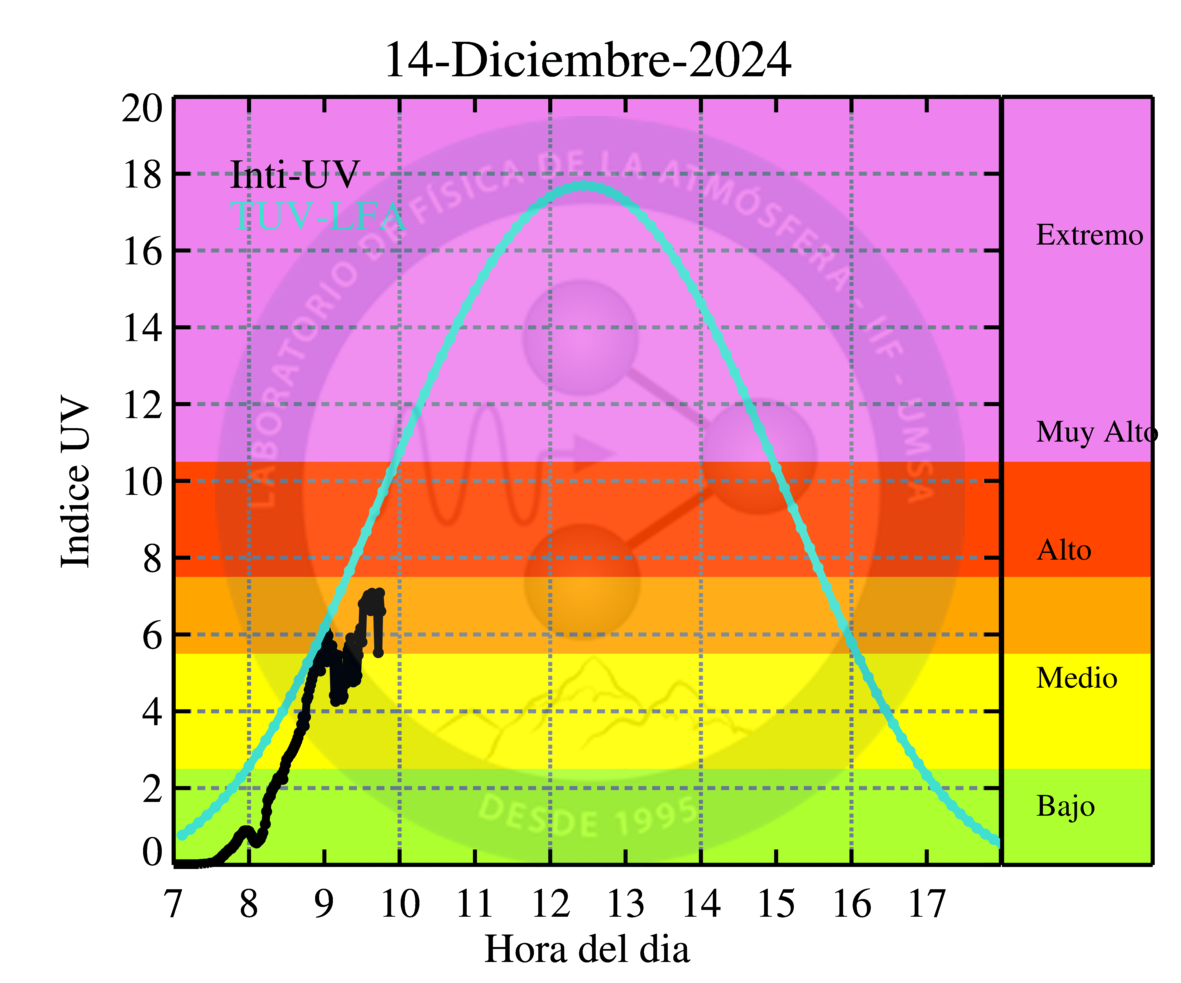 14-Diciembre-2024
Indice UV
20
18
16
14
12
10
8
6
4
2
0
Inti-UV
TUV-LFA
LABORATORIO DE FÍSICA DE LA ATMÓSFERA - IIF - UMSA
DESDE 1995
Extremo
Muy Alto
Alto
Medio
Bajo
7 8 9 10 11 12 13 14 15 16 17
Hora del dia